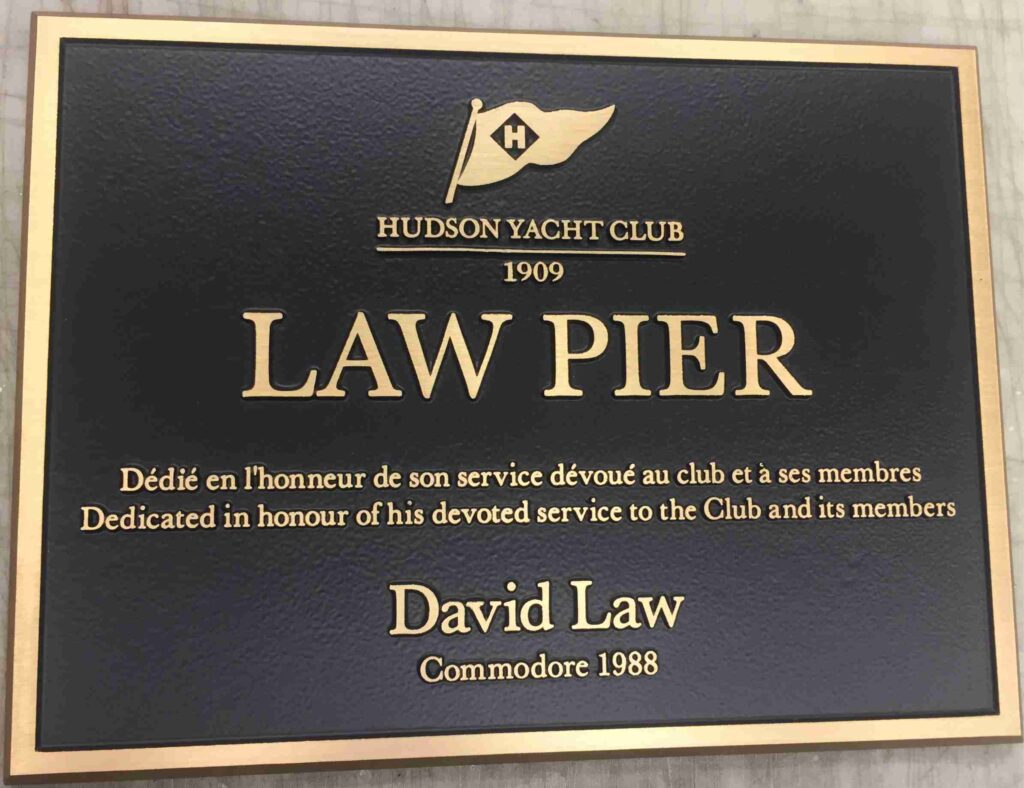 H
HUDSON YACHT CLUB
1909
LAW PIER
Dédié en l'honneur de son service dévoué au club et à ses membres
Dedicated in honour of his devoted service to the Club and its members
David Law
Commodore 1988